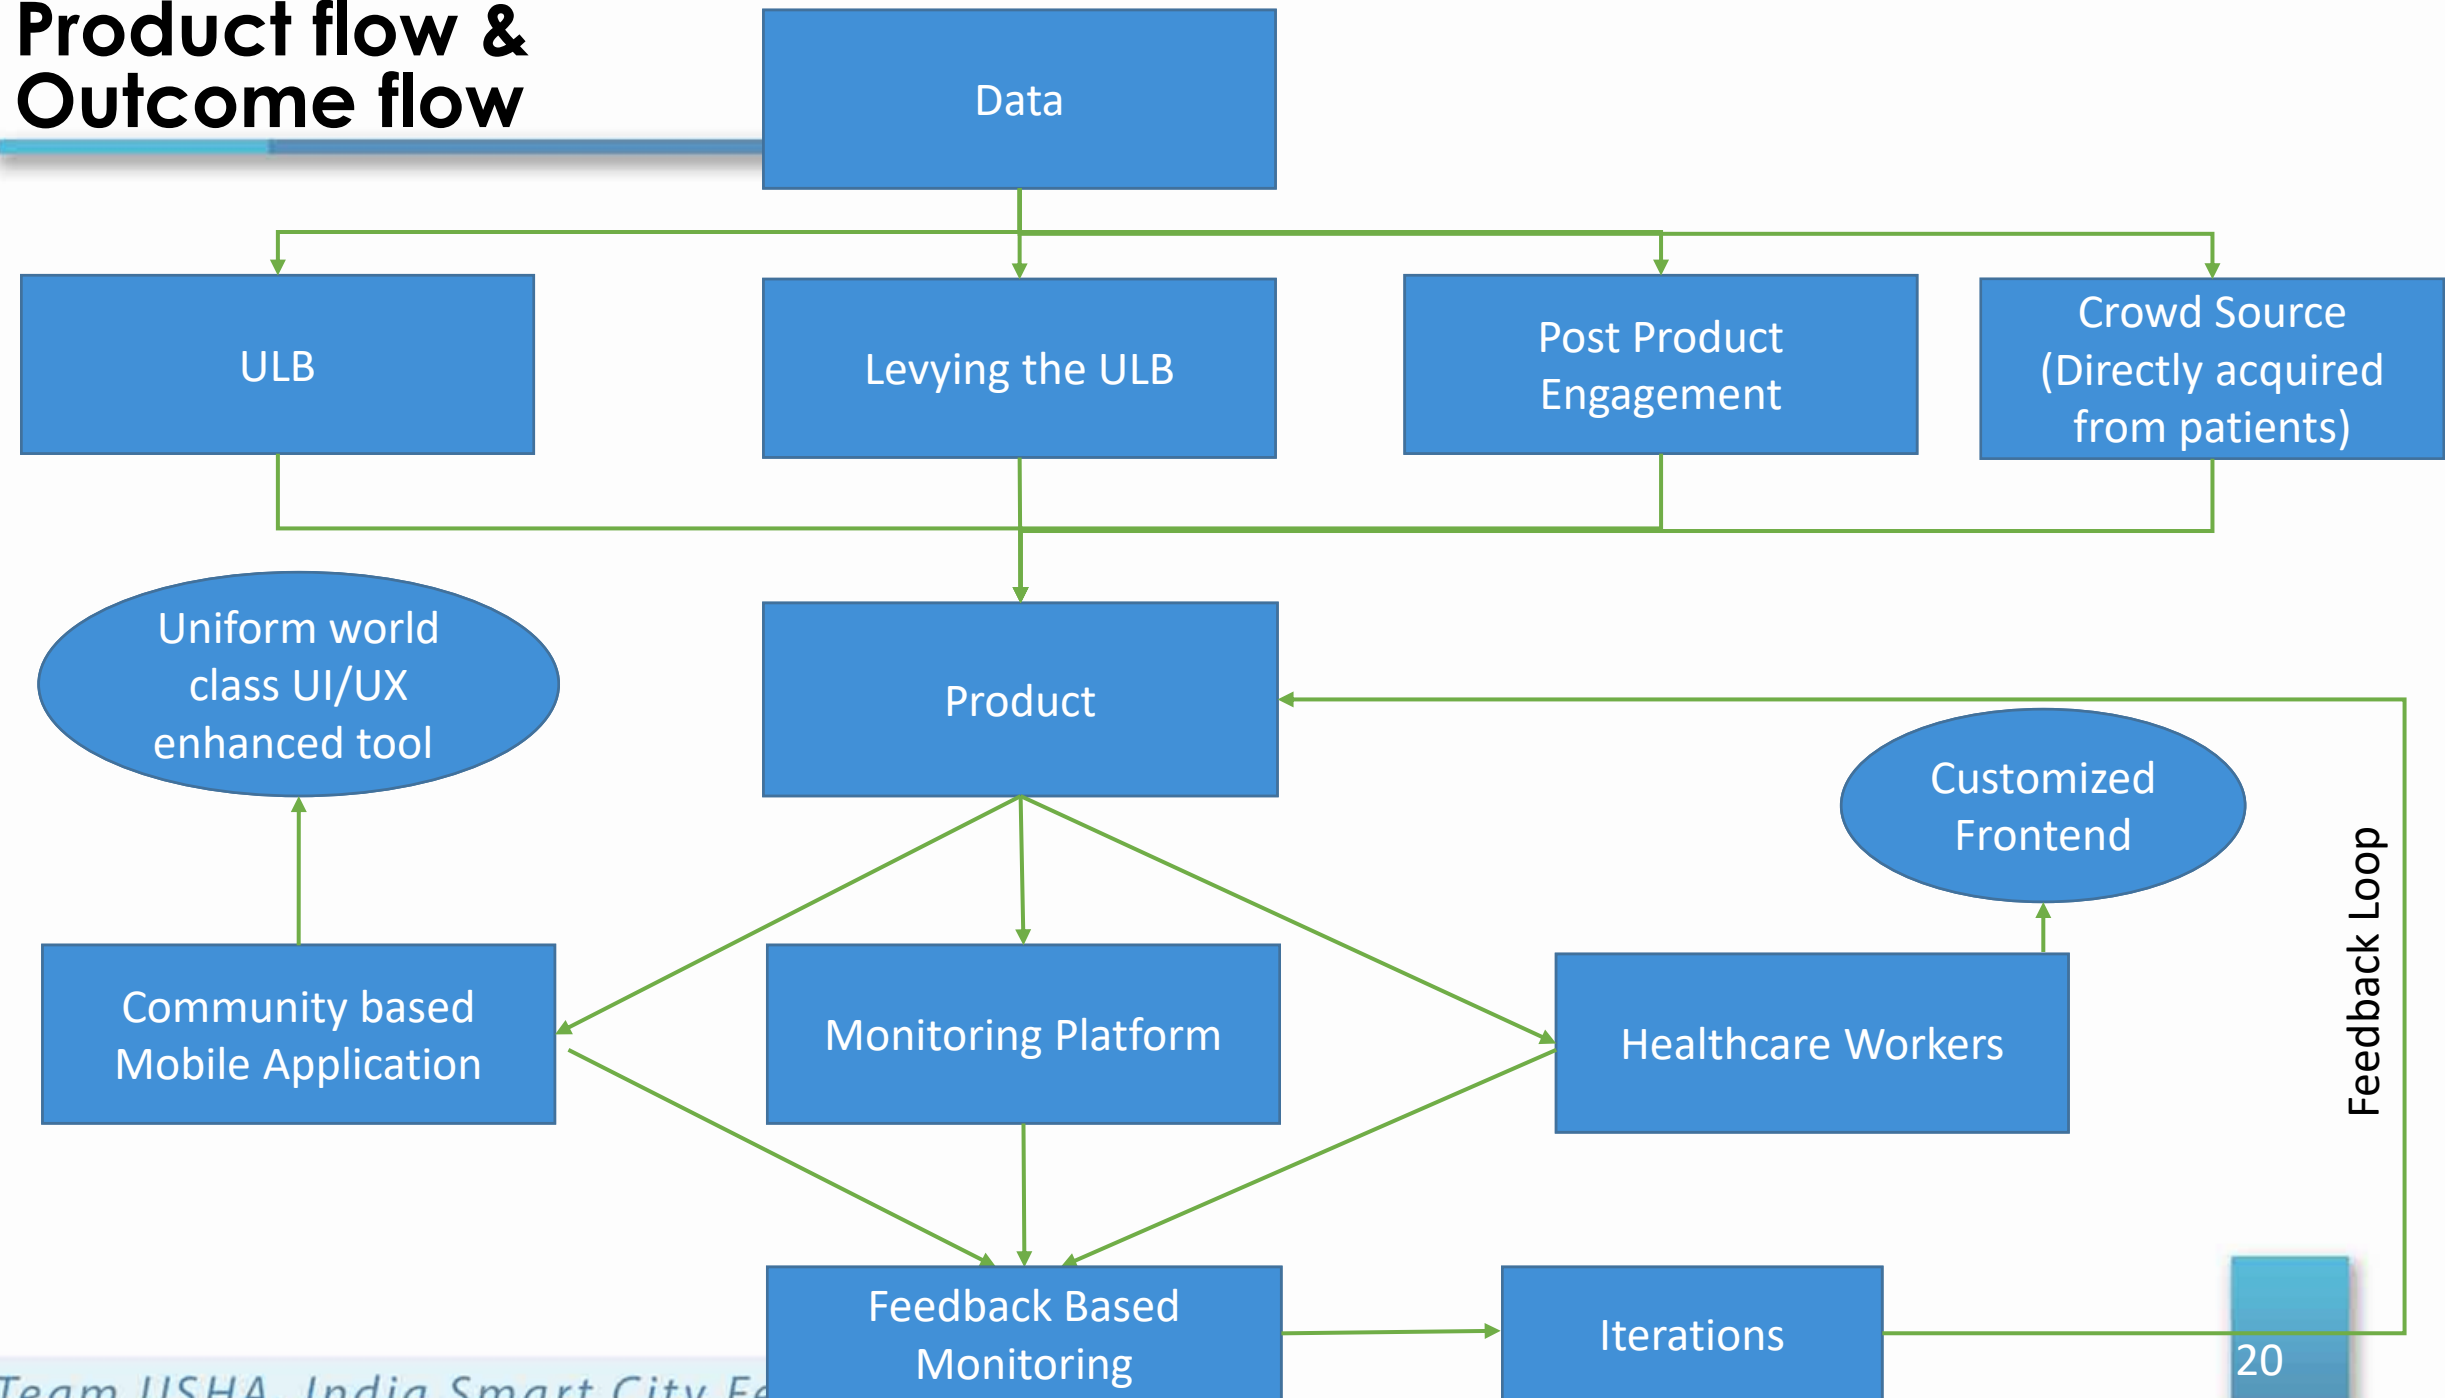 Product flow &
Outcome flow
Data
ULB
Levying the ULB
Post Product
Engagement
Crowd Source
(Directly acquired
from patients)
Uniform world
class UI/UX
enhanced tool
Product
Customized
Frontend
Feedback Loop
Community based
Mobile Application
Monitoring Platform
Healthcare Workers
Feedback Based
Monitoring
Iterations
20
Team USHA, India Smart City